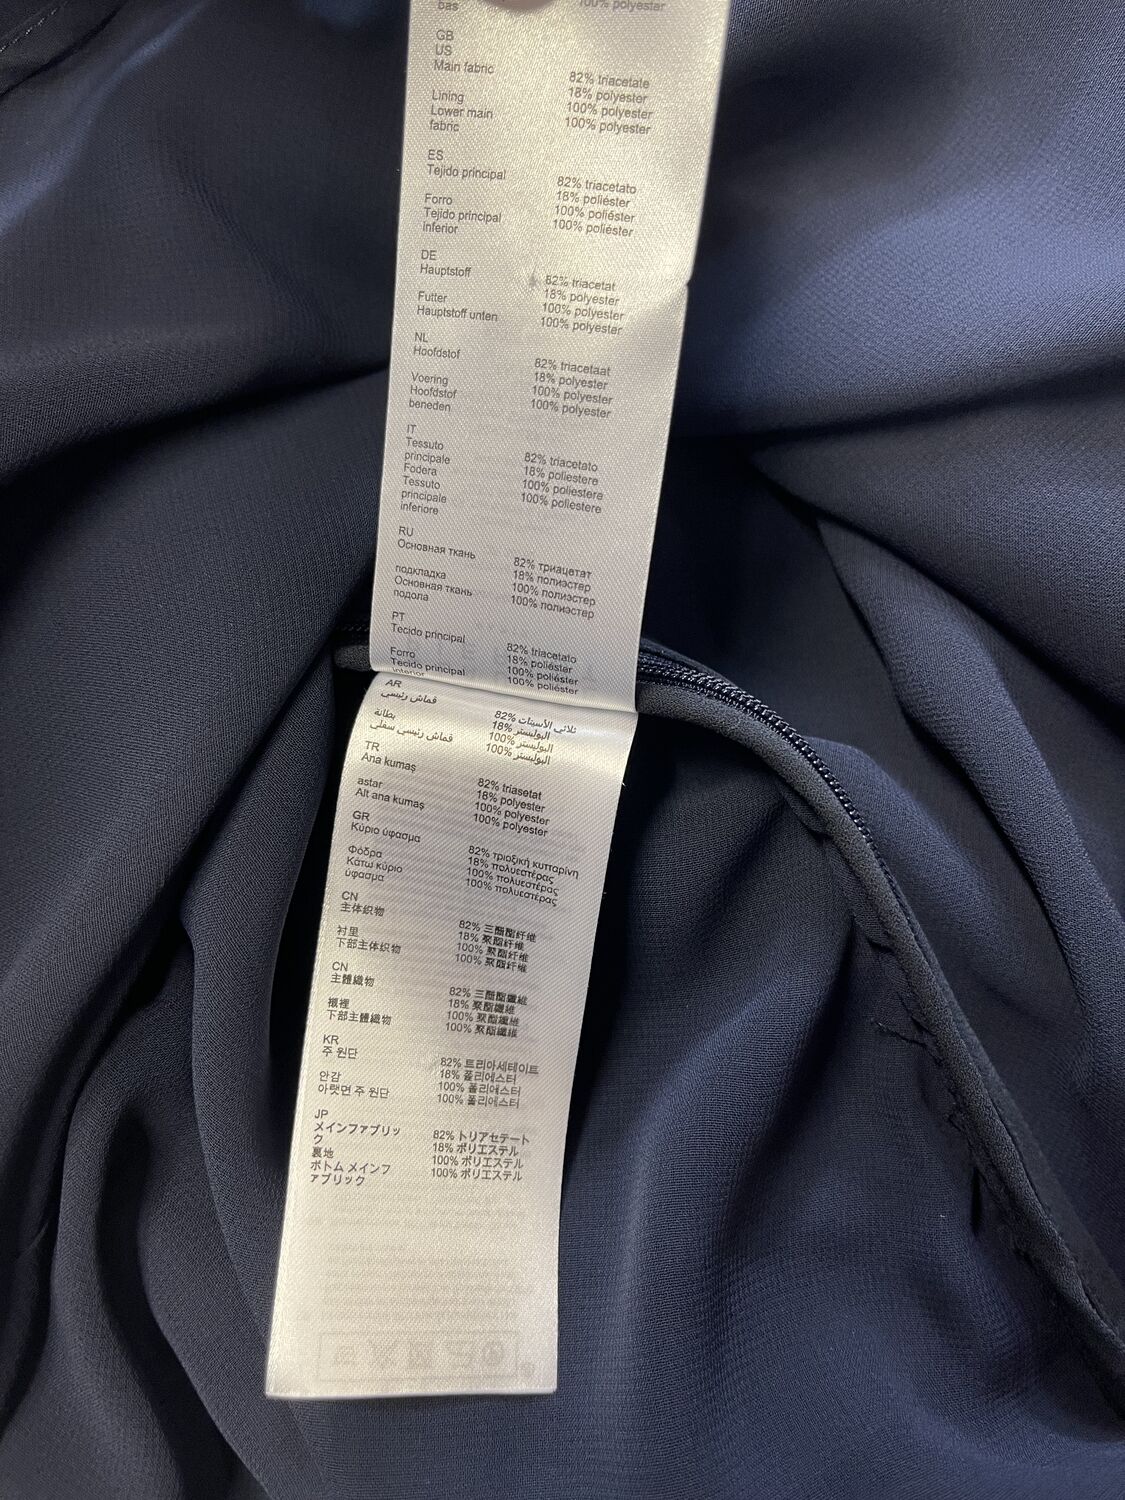 bas
100% polyester
GB
US
Main fabric 82% triacetate
18% polyester
Lining 100% polyester
Lower main 100% polyester
fabric
ES
Tejido principal 82% triacetato
18% poliéster
Forro 100% poliéster
Tejido principal 100% poliéster
inferior
DE
Hauptstoff 82% triacetat
18% polyester
Futter 100% polyester
Hauptstoff unten 100% polyester
NL
Hoofdstof 82% triacetaat
18% polyester
Voering 100% polyester
Hoofdstof 100% polyester
beneden
IT
Tessuto 82% triacetato
principale 18% poliestere
Fodera 100% poliestere
Tessuto 100% poliestere
principale
inferiore
RU
Основная ткань 82% триацетат
18% полиэстер
подкладка 100% полиэстер
Основная ткань 100% полиэстер
подола
PT
Tecido principal 82% triacetato
18% poliéster
Forro 100% poliéster
Tecido principal 100% poliéster
inferior
AR
قماش رئيسي 82% ثلاثي الأسيتات
18% البوليستر
بطانة 100% البوليستر
قماش رئيسي سفلي 100% البوليستر
TR
Ana kumaş 82% triasetat
18% polyester
astar 100% polyester
Alt ana kumaş 100% polyester
GR
Κύριο ύφασμα 82% τριοξική κυτταρίνη
18% πολυεστέρας
Φόδρα 100% πολυεστέρας
Κάτω κύριο 100% πολυεστέρας
ύφασμα
CN
主体织物 82% 三醋酯纤维
18% 聚酯纤维
衬里 100% 聚酯纤维
下部主体织物 100% 聚酯纤维
CN
主體織物 82% 三醋酯纖維
18% 聚酯纖維
襯裡 100% 聚酯纖維
下部主體織物 100% 聚酯纖維
KR
주 원단 82% 트리아세테이트
18% 폴리에스터
안감 100% 폴리에스터
아랫면 주 원단 100% 폴리에스터
JP
メインファブリッ 82% トリアセテート
ク 18% ポリエステル
裏地 100% ポリエステル
ボトム メインフ 100% ポリエステル
ァブリック